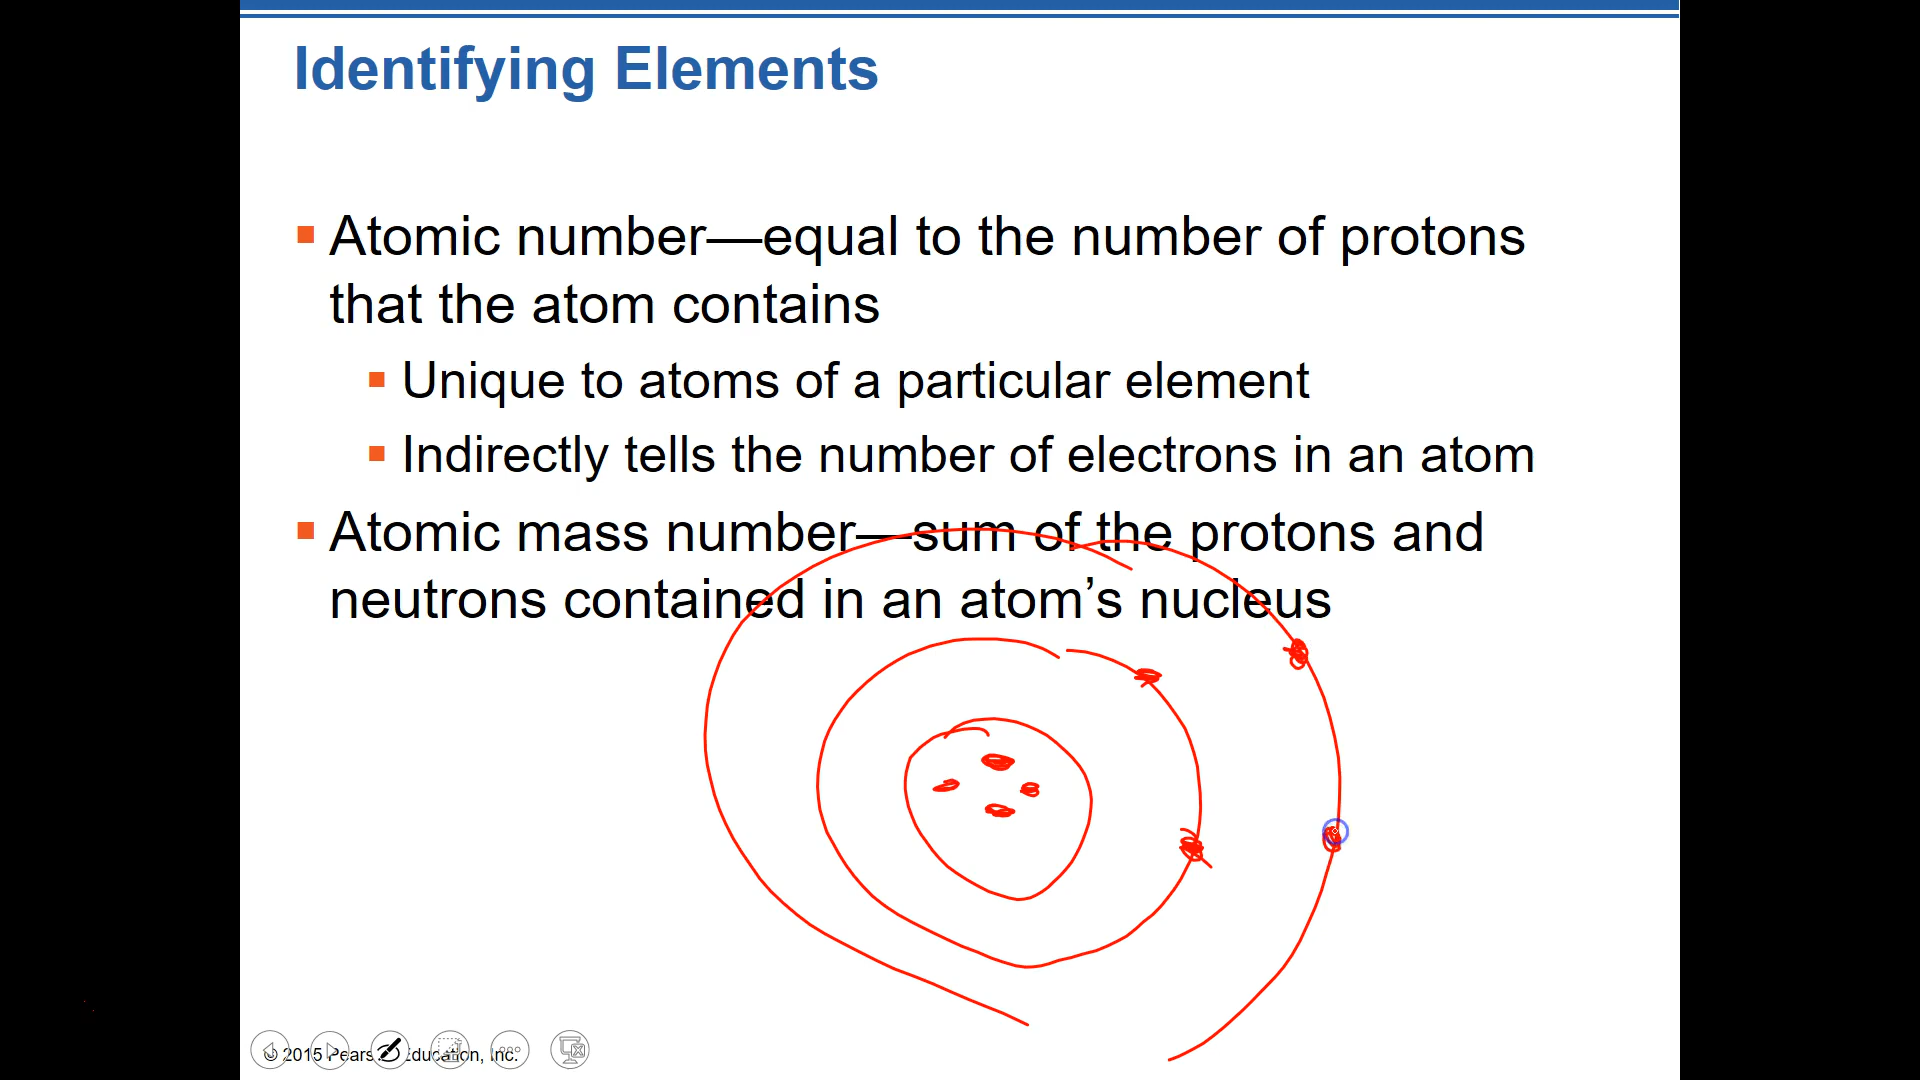 Identifying Elements
Atomic number—equal to the number of protons
that the atom contains
Unique to atoms of a particular element
Indirectly tells the number of electrons in an atom
Atomic mass number—sum of the protons and
neutrons contained in an atom’s nucleus
© 2015 Pearson Education, Inc.